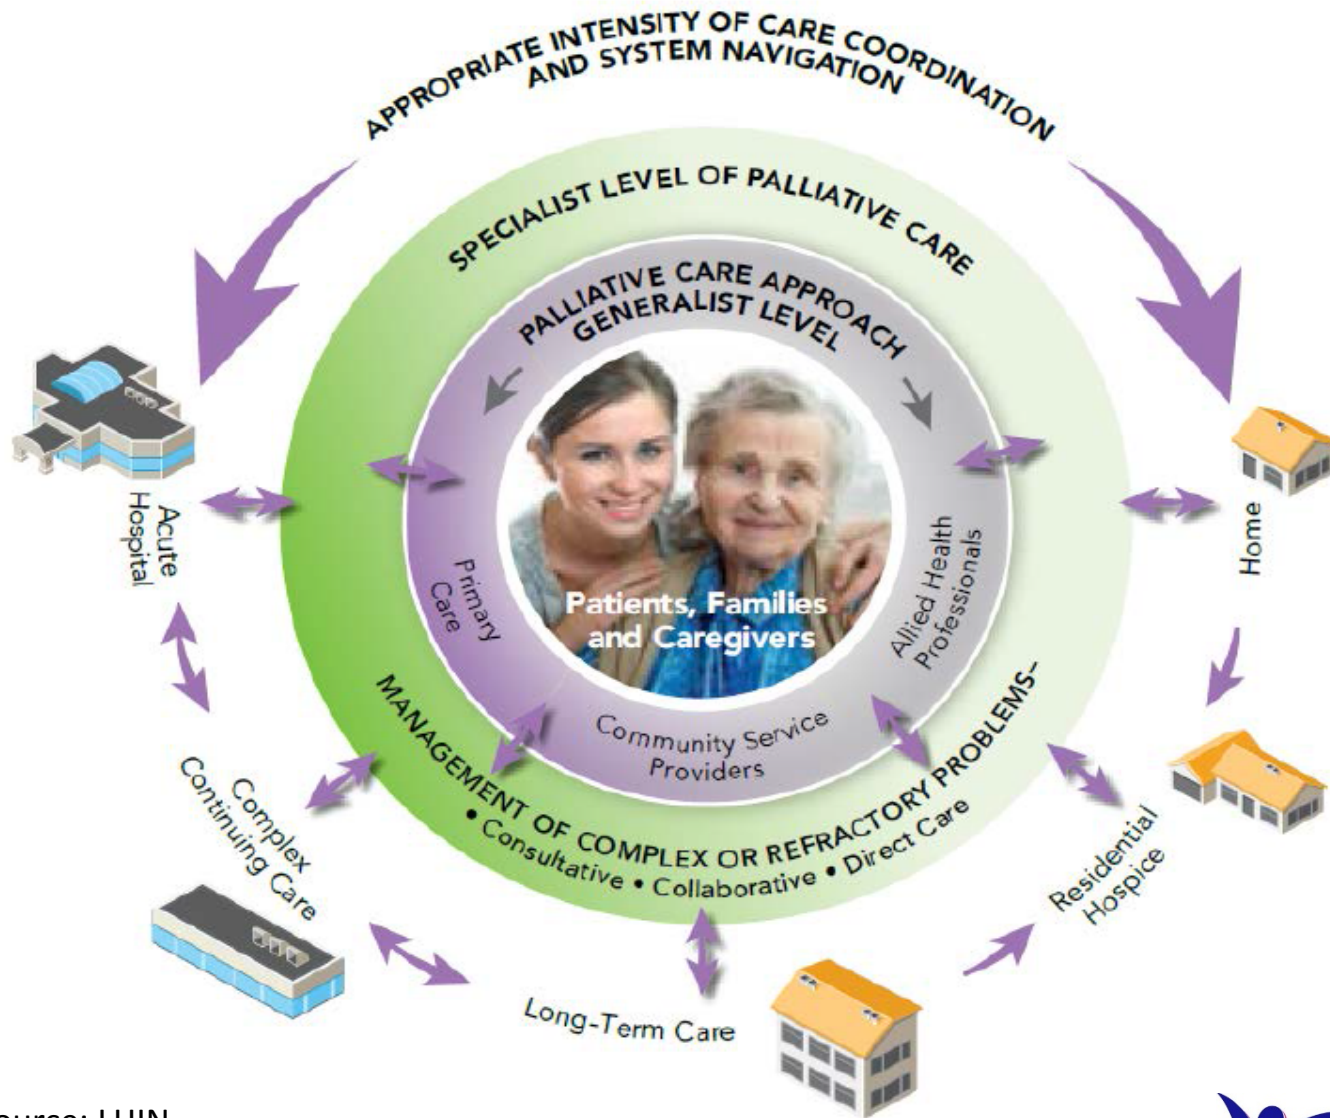 APPROPRIATE INTENSITY OF CARE COORDINATION
AND SYSTEM NAVIGATION
SPECIALIST LEVEL OF PALLIATIVE CARE
PALLIATIVE CARE APPROACH
GENERALIST LEVEL
Patients, Families
and Caregivers
Primary
Care
Community Service
Providers
Allied Health
Professionals
MANAGEMENT OF COMPLEX OR REFRACTORY PROBLEMS–
• Consultative • Collaborative • Direct Care
Acute
Hospital
Home
Complex
Continuing Care
Long-Term Care
Residential
Hospice